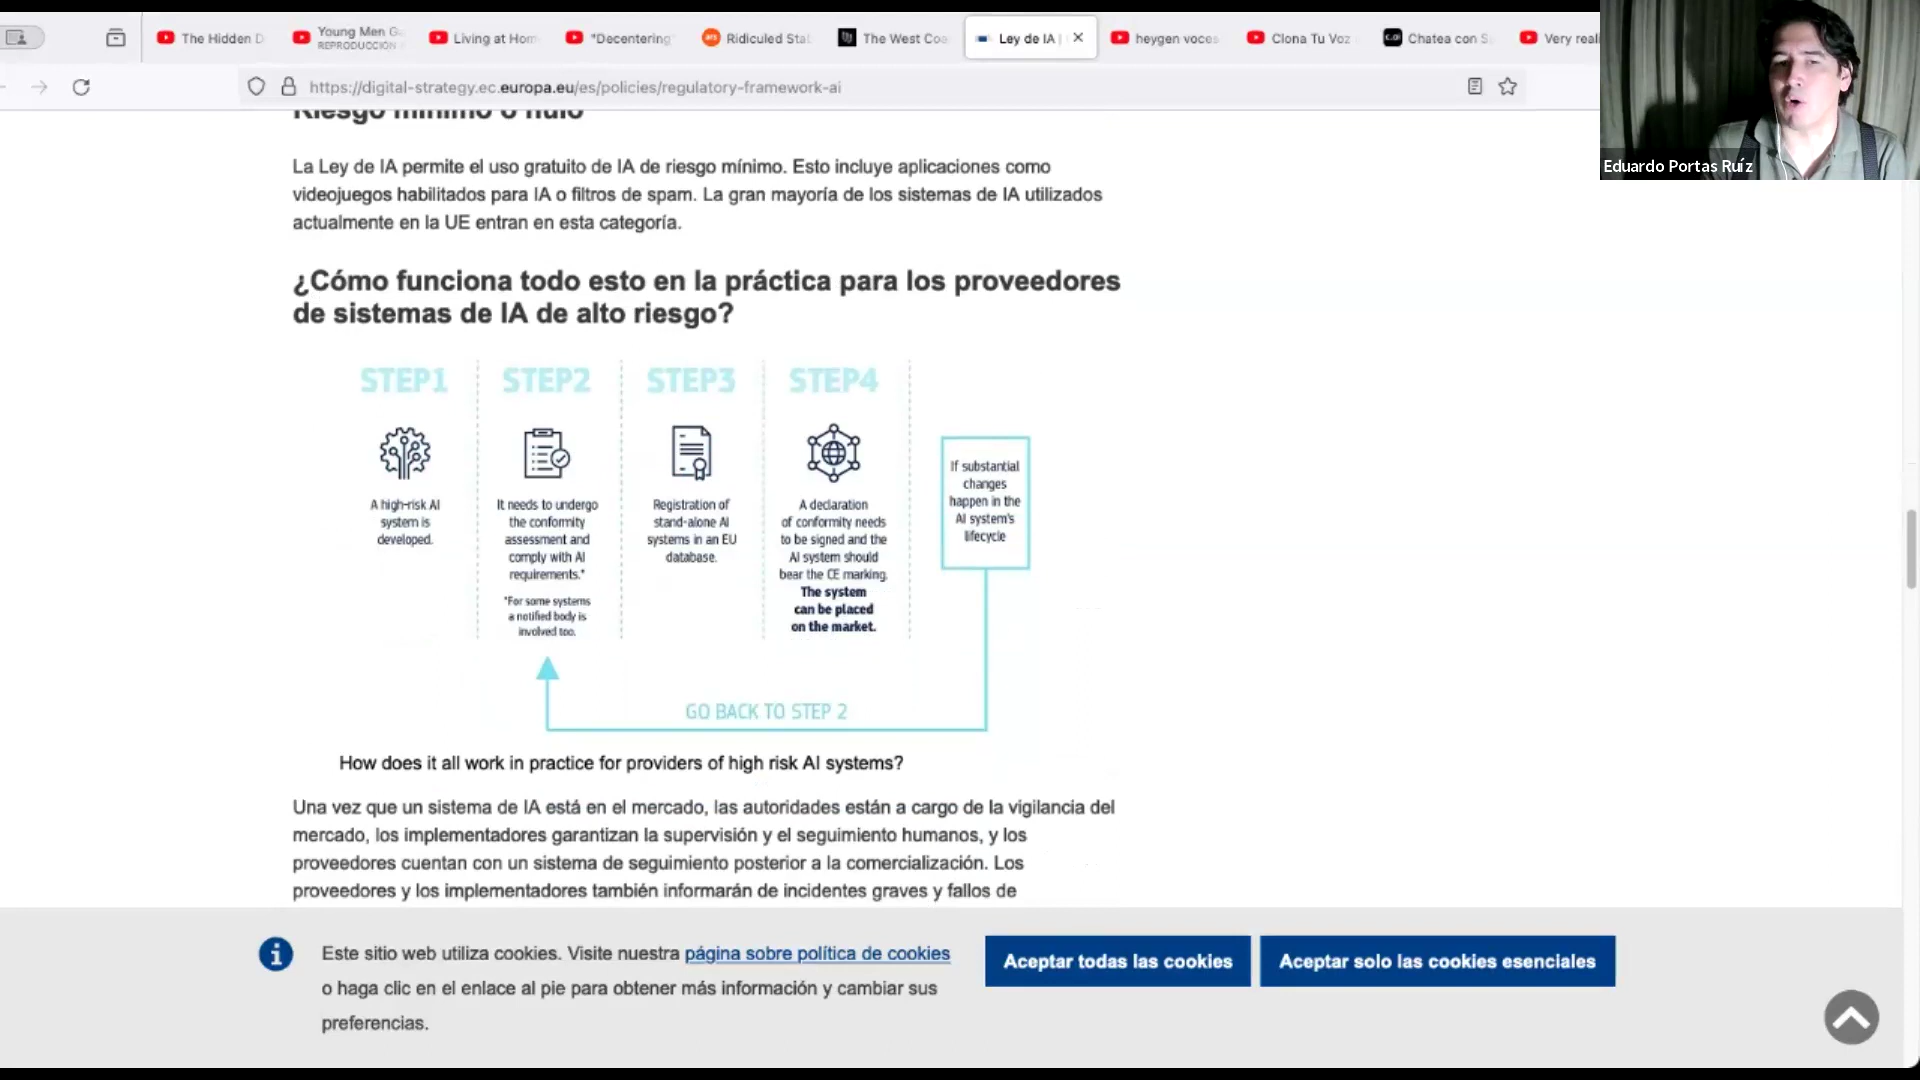 The Hidden D
Young Men G
REPRODUCCIÓN
Living at Hom
"Decentering
Ridiculed Sta
The West Coa
Ley de IA |
heygen voces
Clona Tu Voz
Chatea con S
Very reali
https://digital-strategy.ec.europa.eu/es/policies/regulatory-framework-ai
Eduardo Portas Ruíz
Riesgo mínimo o nulo
La Ley de IA permite el uso gratuito de IA de riesgo mínimo. Esto incluye aplicaciones como
videojuegos habilitados para IA o filtros de spam. La gran mayoría de los sistemas de IA utilizados
actualmente en la UE entran en esta categoría.
¿Cómo funciona todo esto en la práctica para los proveedores
de sistemas de IA de alto riesgo?
STEP1
A high-risk AI
system is
developed.
STEP2
It needs to undergo
the conformity
assessment and
comply with AI
requirements.*
*For some systems
a notified body is
involved too.
STEP3
Registration of
stand-alone AI
systems in an EU
database.
STEP4
A declaration
of conformity needs
to be signed and the
AI system should
bear the CE marking.
The system
can be placed
on the market.
If substantial
changes
happen in the
AI system's
lifecycle
GO BACK TO STEP 2
How does it all work in practice for providers of high risk AI systems?
Una vez que un sistema de IA está en el mercado, las autoridades están a cargo de la vigilancia del
mercado, los implementadores garantizan la supervisión y el seguimiento humanos, y los
proveedores cuentan con un sistema de seguimiento posterior a la comercialización. Los
proveedores y los implementadores también informarán de incidentes graves y fallos de
Este sitio web utiliza cookies. Visite nuestra página sobre política de cookies
o haga clic en el enlace al pie para obtener más información y cambiar sus
preferencias.
Aceptar todas las cookies
Aceptar solo las cookies esenciales